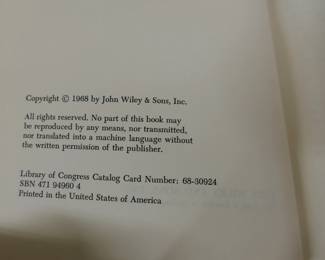 Copyright © 1968 by John Wiley & Sons, Inc.
All rights reserved. No part of this book may
be reproduced by any means, nor transmitted,
nor translated into a machine language without
the written permission of the publisher.
Library of Congress Catalog Card Number: 68-30924
SBN 471 94960 4
Printed in the United States of America